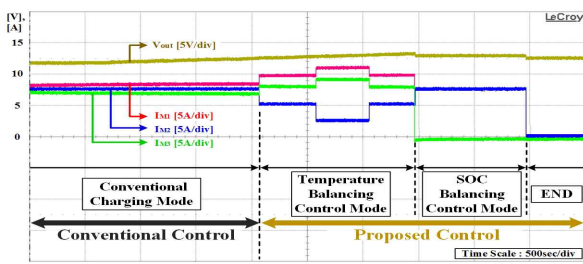 [V],
[A]
LeCroy
15
10
5
0
Vout [5V/div]
IM1 [5A/div]
IM2 [5A/div]
IM3 [5A/div]
Conventional
Charging Mode
Temperature
Balancing
Control Mode
SOC
Balancing
Control Mode
END
Conventional Control
Proposed Control
Time Scale : 500sec/div